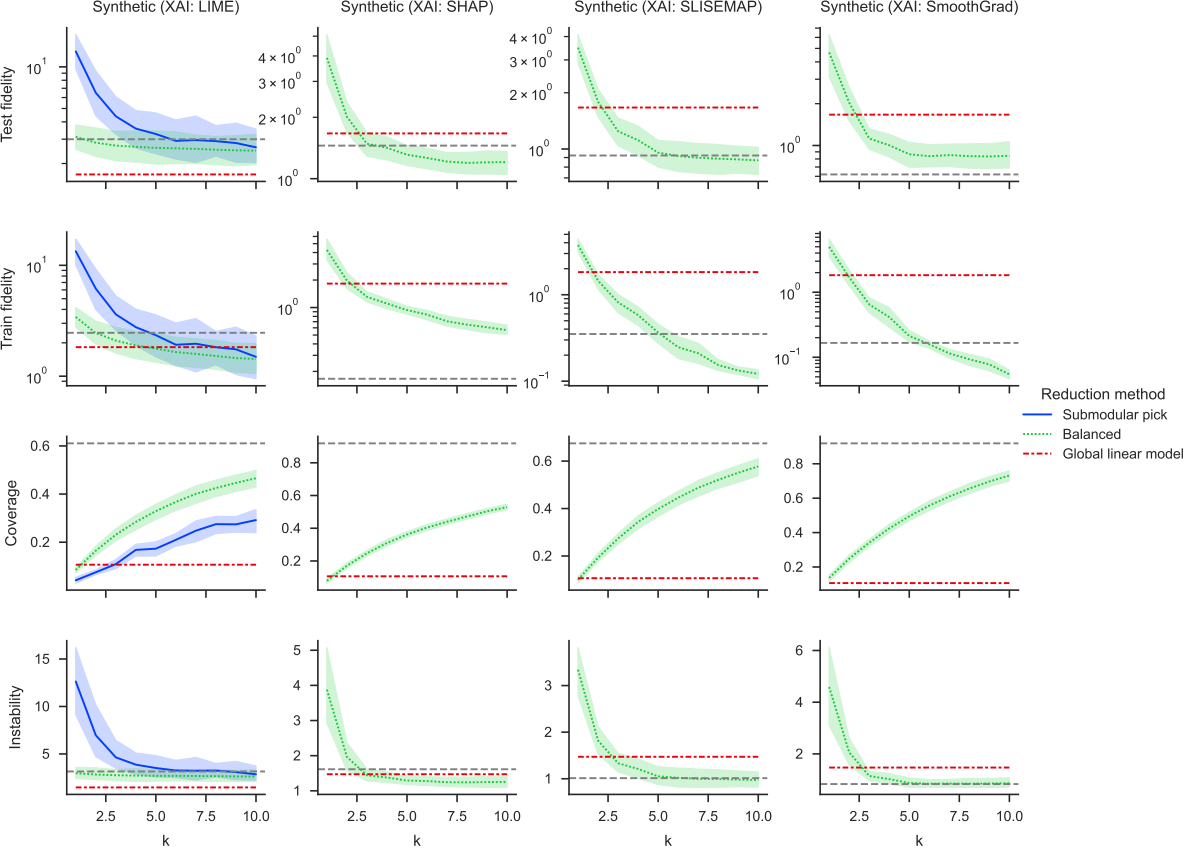 Synthetic (XAI: LIME)
Synthetic (XAI: SHAP)
Synthetic (XAI: SLISEMAP)
Synthetic (XAI: SmoothGrad)
Test fidelity
10¹
4 × 10⁰
3 × 10⁰
2 × 10⁰
10⁰
4 × 10⁰
3 × 10⁰
2 × 10⁰
10⁰
10⁰
Train fidelity
10¹
10⁰
10⁰
10⁰
10⁻¹
10⁰
10⁻¹
Reduction method
Submodular pick
Balanced
Global linear model
Coverage
0.6
0.4
0.2
0.8
0.6
0.4
0.2
0.6
0.4
0.2
0.8
0.6
0.4
0.2
Instability
15
10
5
5
4
3
2
1
3
2
1
6
4
2
2.5 5.0 7.5 10.0
2.5 5.0 7.5 10.0
2.5 5.0 7.5 10.0
2.5 5.0 7.5 10.0
k
k
k
k